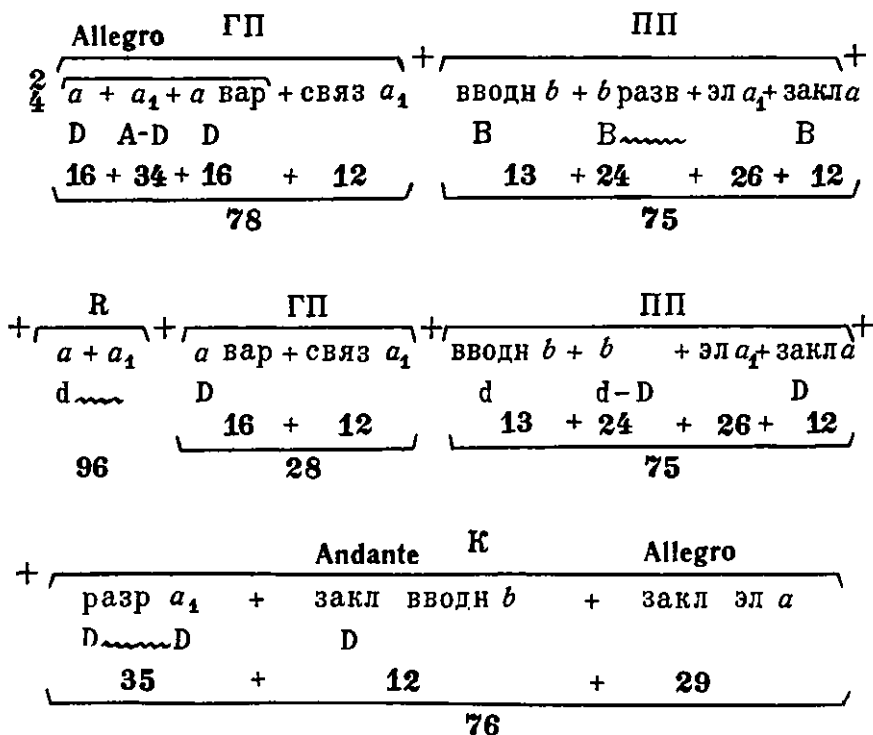 Allegro ГП + ПП +
2/4 a + a₁ + a вар + связ a₁ вводн b + b разв + эл a₁ + закл a
D A-D D B B B
16 + 34 + 16 + 12 13 + 24 + 26 + 12
78 75
+ R + ГП + ПП +
a + a₁ a вар + связ a₁ вводн b + b + эл a₁ + закл a
d D d d-D D
16 + 12 13 + 24 + 26 + 12
96 28 75
+ Andante К Allegro
разр a₁ + закл вводн b + закл эл a
D D D
35 + 12 + 29
76